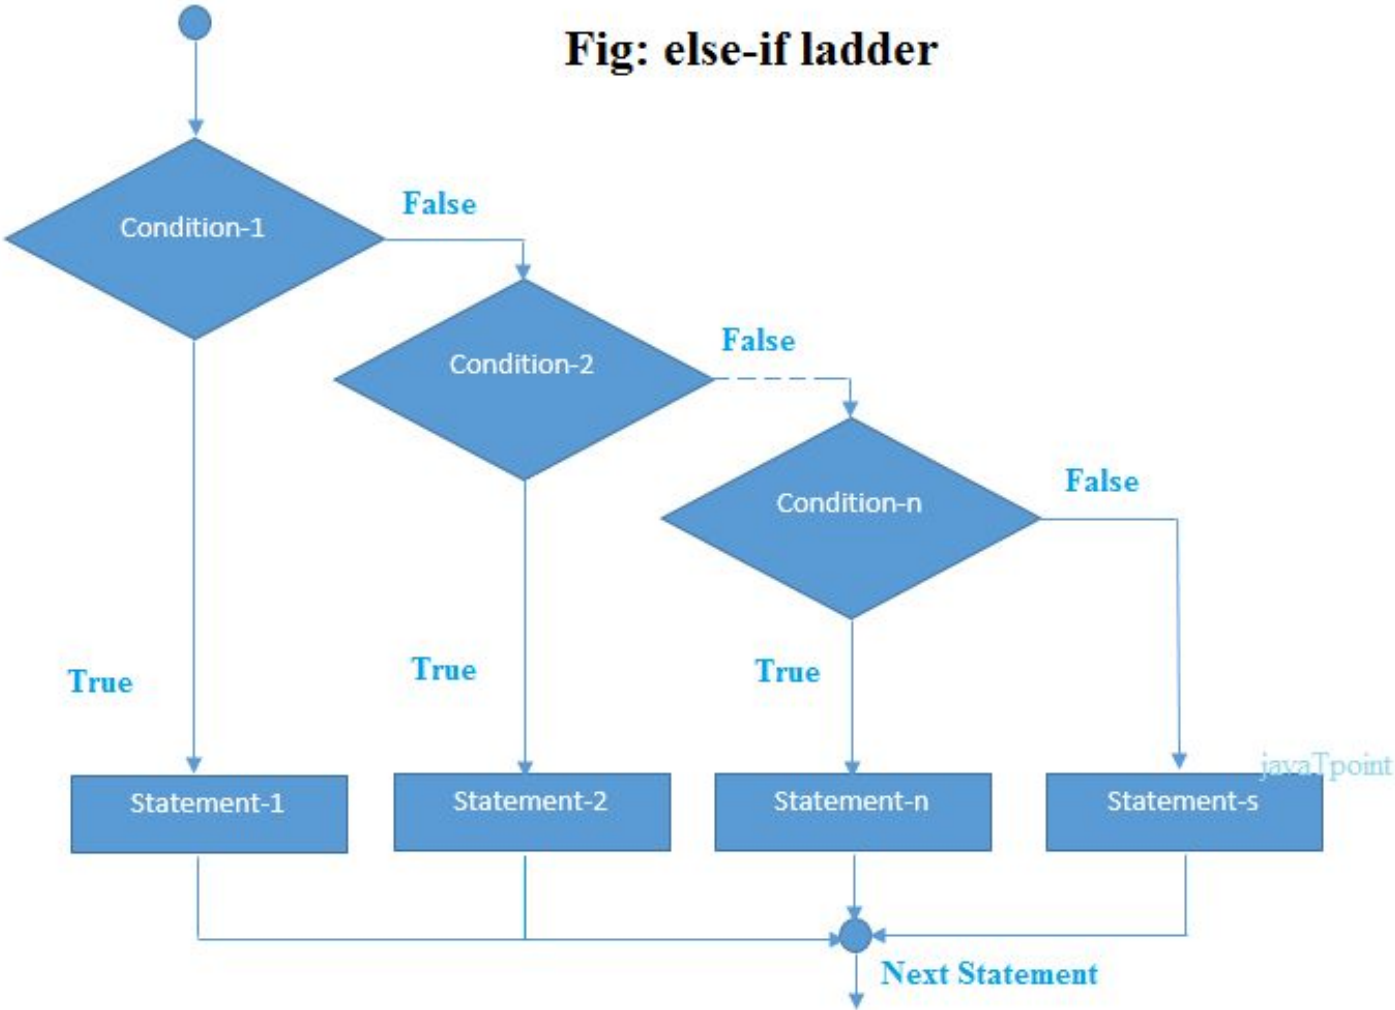 Fig: else-if ladder
Condition-1
False
Condition-2
False
Condition-n
False
True
True
True
Statement-1
Statement-2
Statement-n
Statement-s
javaTpoint
Next Statement